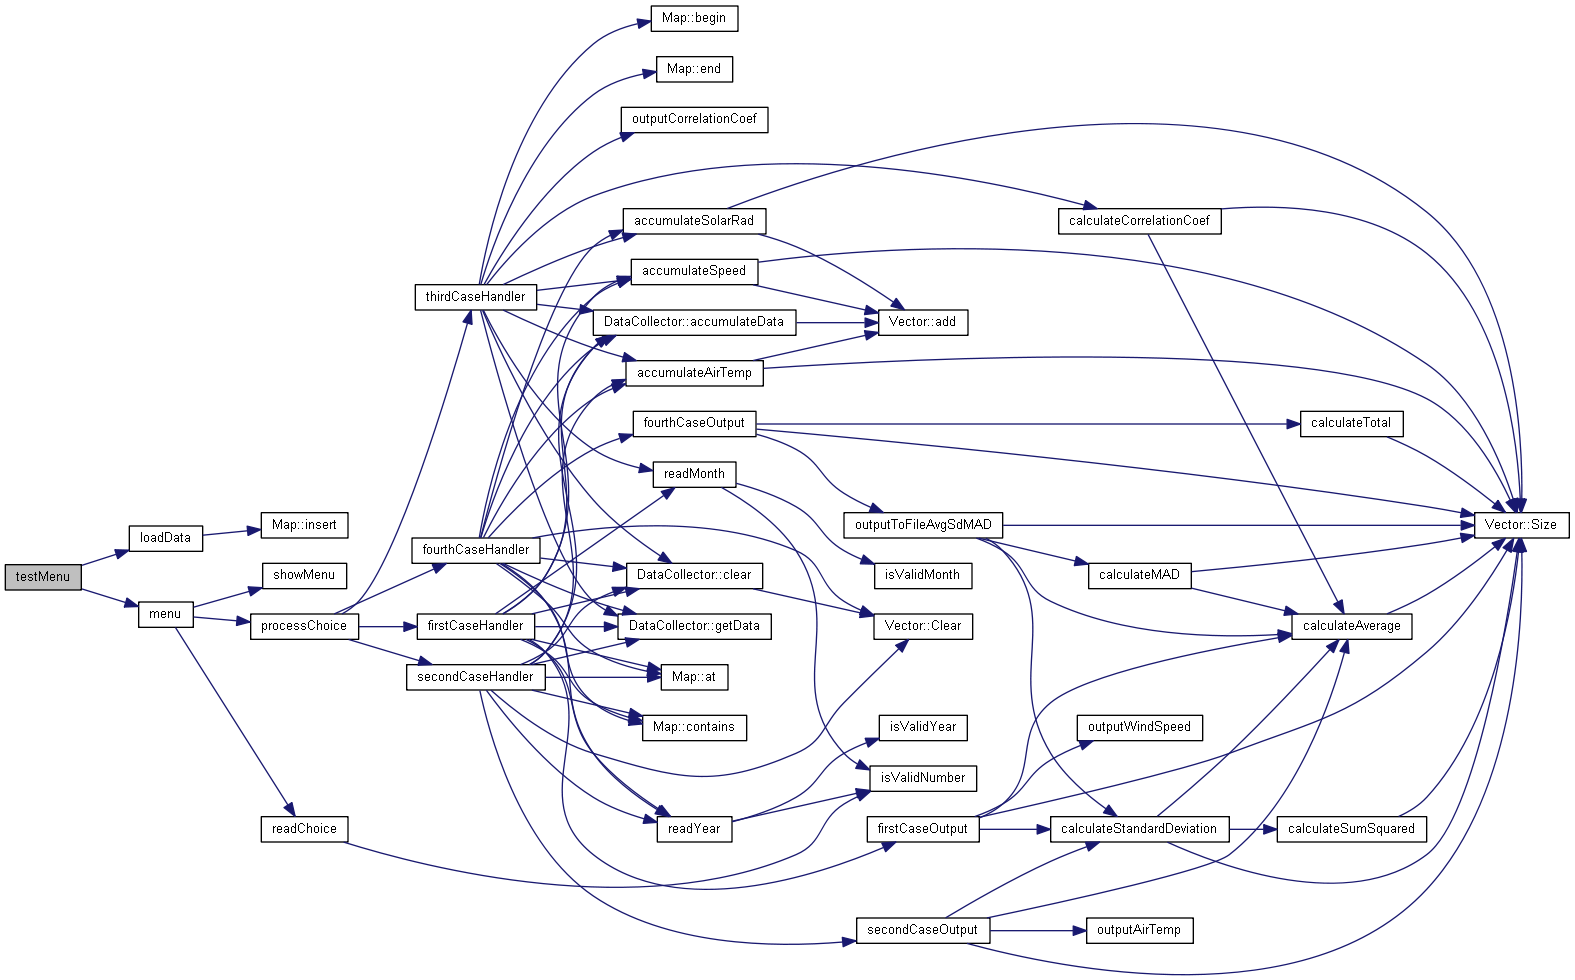 Map::begin
Map::end
outputCorrelationCoef
accumulateSolarRad
calculateCorrelationCoef
accumulateSpeed
thirdCaseHandler
DataCollector::accumulateData
Vector::add
accumulateAirTemp
fourthCaseOutput
calculateTotal
readMonth
outputToFileAvgSdMAD
Vector::Size
Map::insert
loadData
fourthCaseHandler
testMenu
showMenu
DataCollector::clear
isValidMonth
calculateMAD
menu
processChoice
firstCaseHandler
DataCollector::getData
Vector::Clear
calculateAverage
secondCaseHandler
Map::at
Map::contains
isValidYear
outputWindSpeed
isValidNumber
readChoice
readYear
firstCaseOutput
calculateStandardDeviation
calculateSumSquared
secondCaseOutput
outputAirTemp